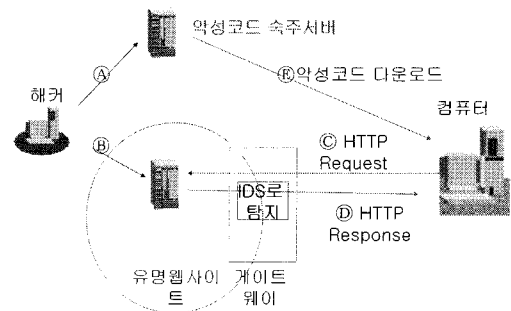 악성코드 숙주서버
Ⓐ
Ⓔ악성코드 다운로드
해커
컴퓨터
Ⓑ
Ⓒ HTTP
Request
IDS로
탐지
Ⓓ HTTP
Response
유명웹사이
트
게이트
웨이